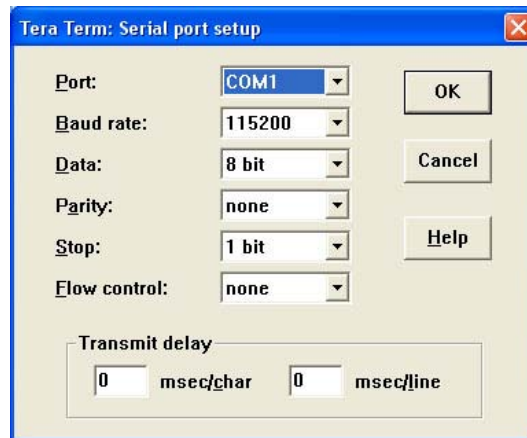 Tera Term: Serial port setup
Port: COM1
OK
Baud rate: 115200
Data: 8 bit
Cancel
Parity: none
Stop: 1 bit
Help
Flow control: none
Transmit delay
0 msec/char 0 msec/line